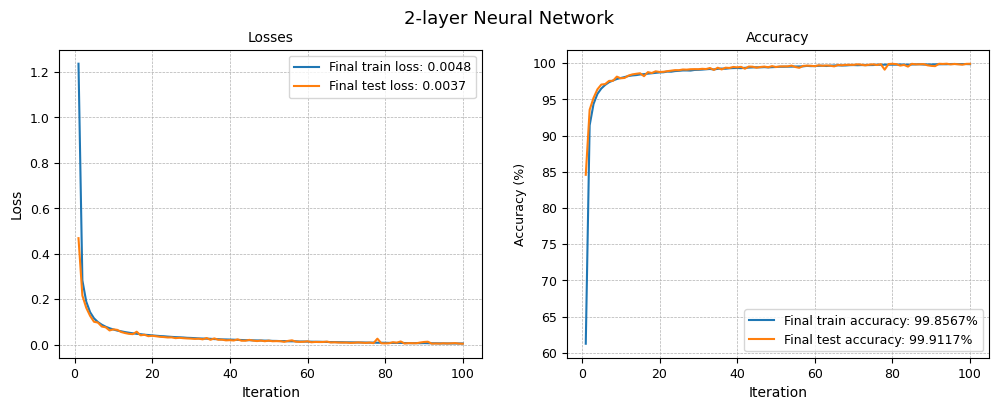 2-layer Neural Network
Losses
Final train loss: 0.0048
Final test loss: 0.0037
1.2
1.0
0.8
0.6
0.4
0.2
0.0
Loss
0 20 40 60 80 100
Iteration
Accuracy
100
95
90
85
80
75
70
65
60
Accuracy (%)
Final train accuracy: 99.8567%
Final test accuracy: 99.9117%
0 20 40 60 80 100
Iteration